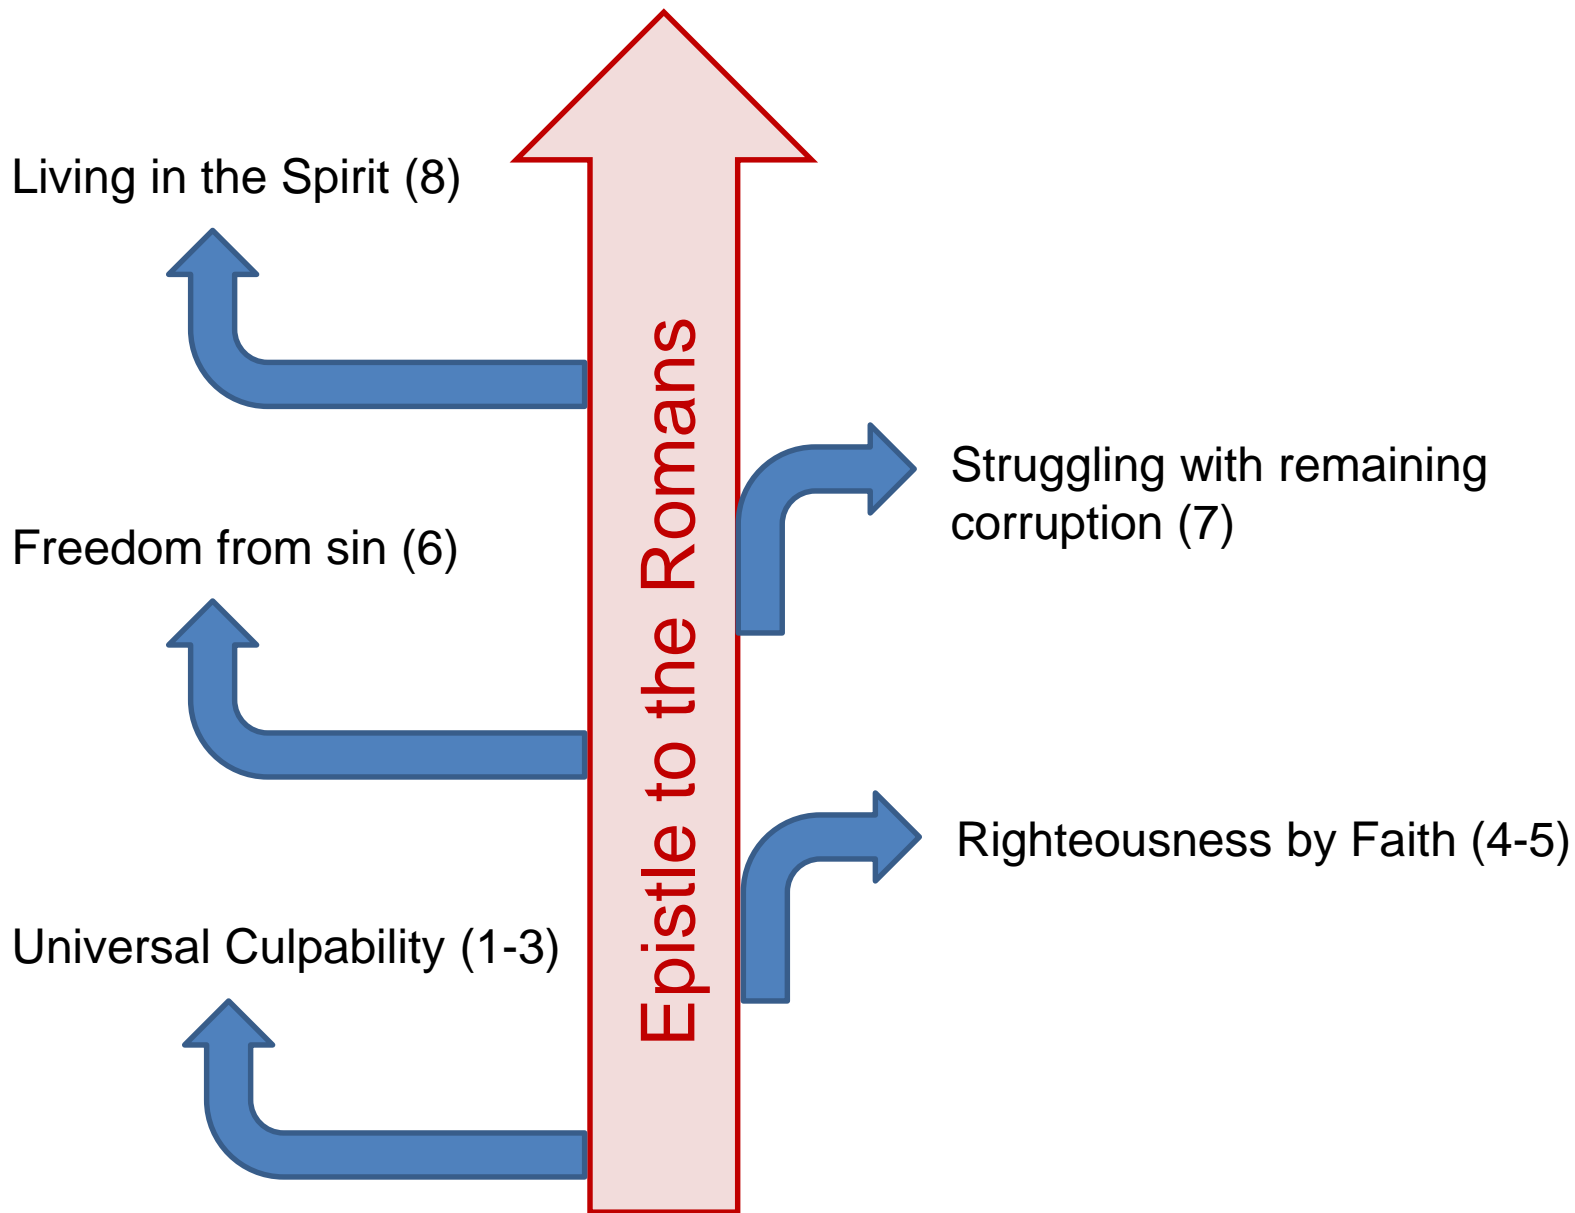 Living in the Spirit (8)
Struggling with remaining
corruption (7)
Freedom from sin (6)
Epistle to the Romans
Righteousness by Faith (4-5)
Universal Culpability (1-3)